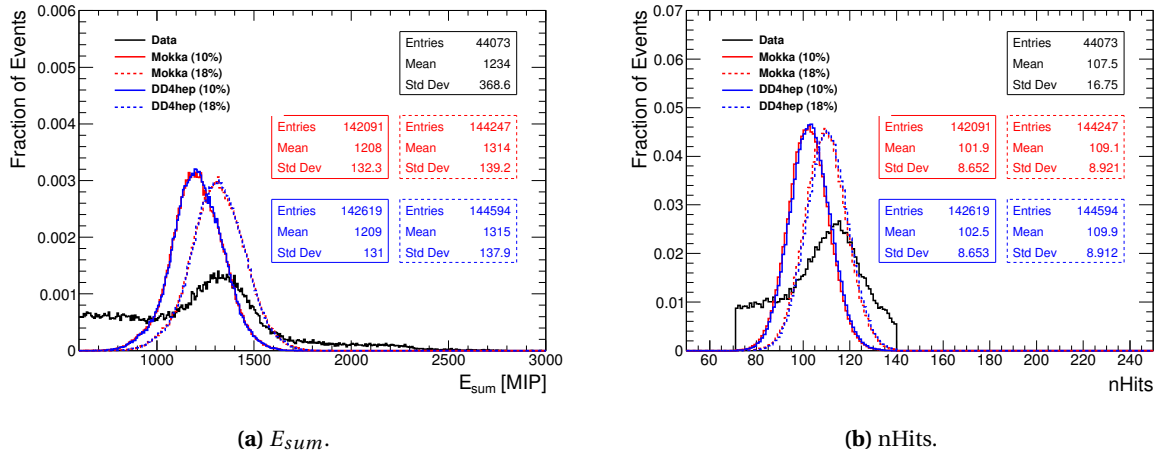 Fraction of Events
0.006
0.005
0.004
0.003
0.002
0.001
0
1000 1500 2000 2500 3000
E_sum [MIP]
Data
Mokka (10%)
Mokka (18%)
DD4hep (10%)
DD4hep (18%)
Entries 44073
Mean 1234
Std Dev 368.6
Entries 142091
Mean 1208
Std Dev 132.3
Entries 144247
Mean 1314
Std Dev 139.2
Entries 142619
Mean 1209
Std Dev 131
Entries 144594
Mean 1315
Std Dev 137.9
(a) E_sum.
Fraction of Events
0.07
0.06
0.05
0.04
0.03
0.02
0.01
0
60 80 100 120 140 160 180 200 220 240
nHits
Data
Mokka (10%)
Mokka (18%)
DD4hep (10%)
DD4hep (18%)
Entries 44073
Mean 107.5
Std Dev 16.75
Entries 142091
Mean 101.9
Std Dev 8.652
Entries 144247
Mean 109.1
Std Dev 8.921
Entries 142619
Mean 102.5
Std Dev 8.653
Entries 144594
Mean 109.9
Std Dev 8.912
(b) nHits.